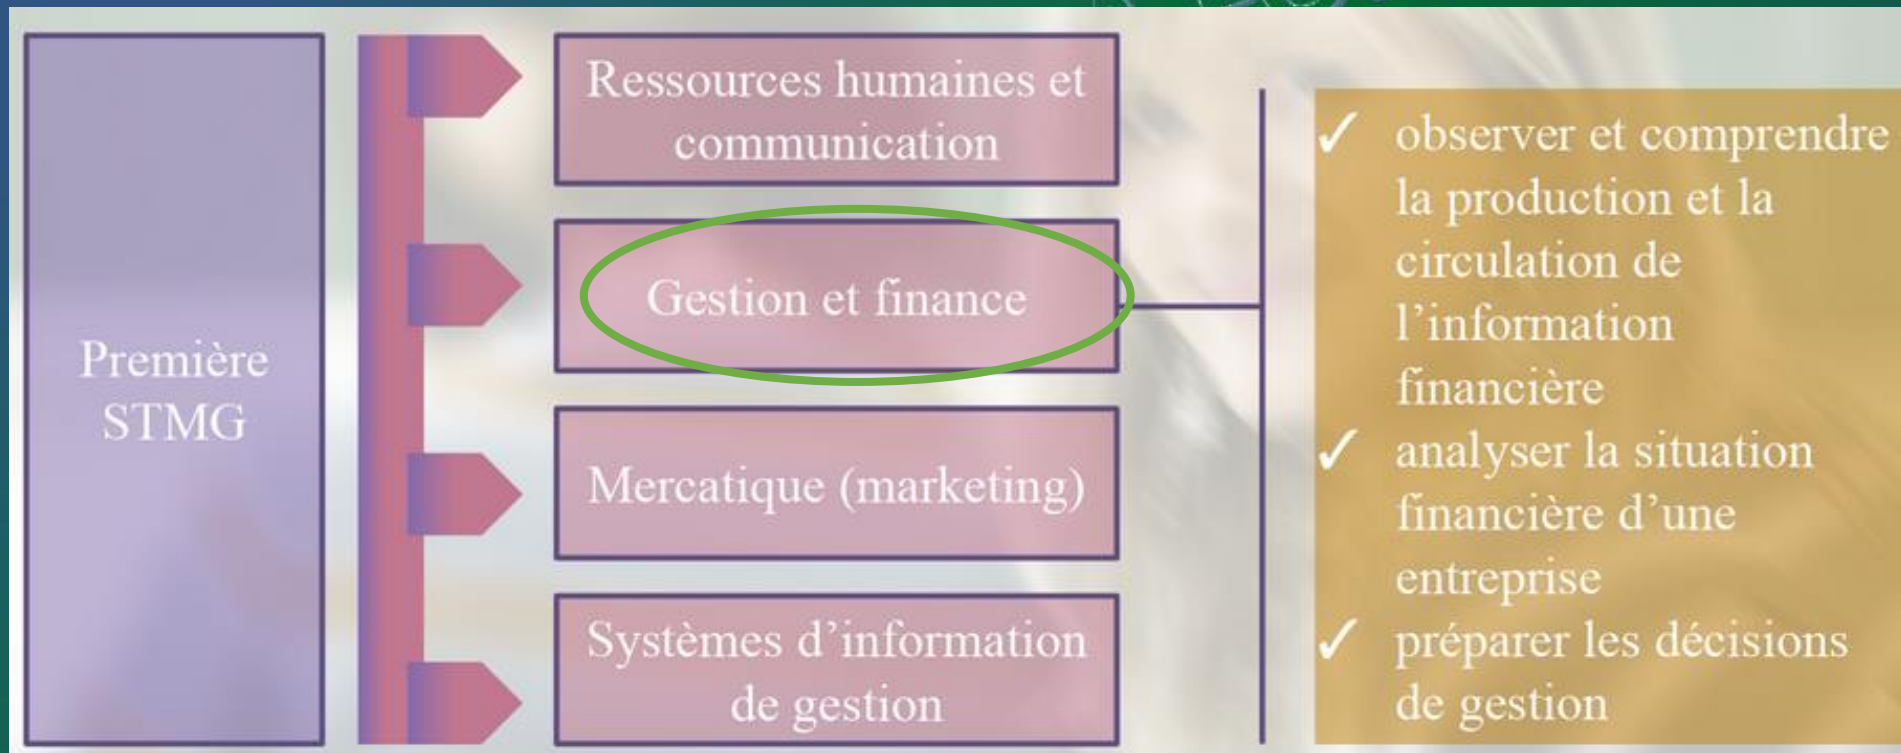 Première
STMG
Ressources humaines et
communication
Gestion et finance
Mercatique (marketing)
Systèmes d’information
de gestion
✓ observer et comprendre
la production et la
circulation de
l’information
financière
✓ analyser la situation
financière d’une
entreprise
✓ préparer les décisions
de gestion